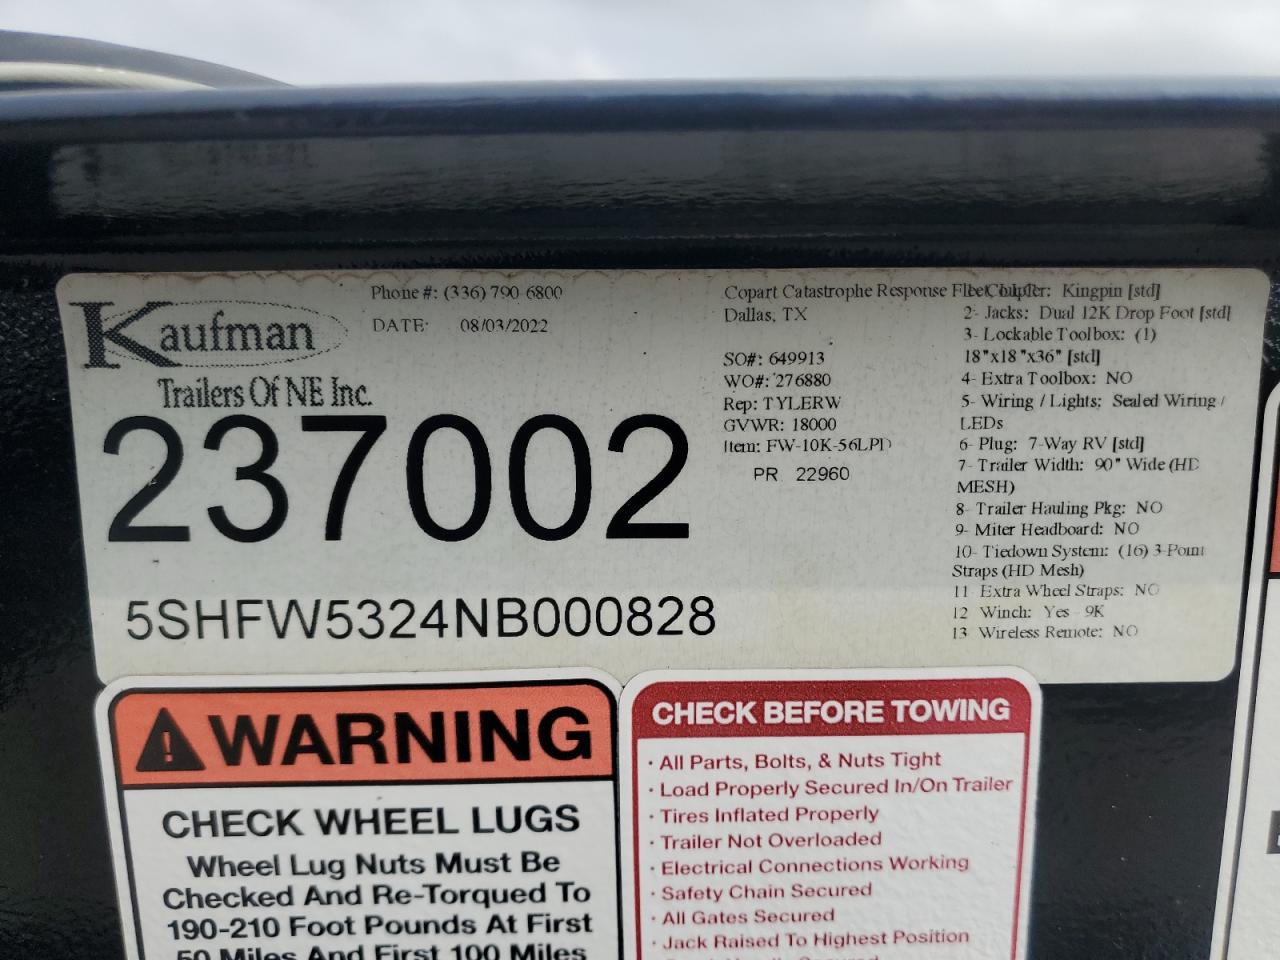 Kaufman
Trailers Of NE Inc.
Phone #: (336) 790-6800
DATE: 08/03/2022
237002
5SHFW5324NB000828
Copart Catastrophe Response Fleet
Dallas, TX
SO#: 649913
WO#: 276880
Rep: TYLERW
GVWR: 18000
Item: FW-10K-56LPD
PR 22960
Coupler: Kingpin [std]
2- Jacks: Dual 12K Drop Foot [std]
3- Lockable Toolbox: (1)
18"x18"x36" [std]
4- Extra Toolbox: NO
5- Wiring / Lights: Sealed Wiring /
LEDs
6- Plug: 7-Way RV [std]
7- Trailer Width: 90" Wide (HD
MESH)
8- Trailer Hauling Pkg: NO
9- Miter Headboard: NO
10- Tiedown System: (16) 3-Point
Straps (HD Mesh)
11 Extra Wheel Straps: NO
12 Winch: Yes - 9K
13 Wireless Remote: NO
WARNING
CHECK WHEEL LUGS
Wheel Lug Nuts Must Be
Checked And Re-Torqued To
190-210 Foot Pounds At First
50 Miles And First 100 Miles
CHECK BEFORE TOWING
· All Parts, Bolts, & Nuts Tight
· Load Properly Secured In/On Trailer
· Tires Inflated Properly
· Trailer Not Overloaded
· Electrical Connections Working
· Safety Chain Secured
· All Gates Secured
· Jack Raised To Highest Position